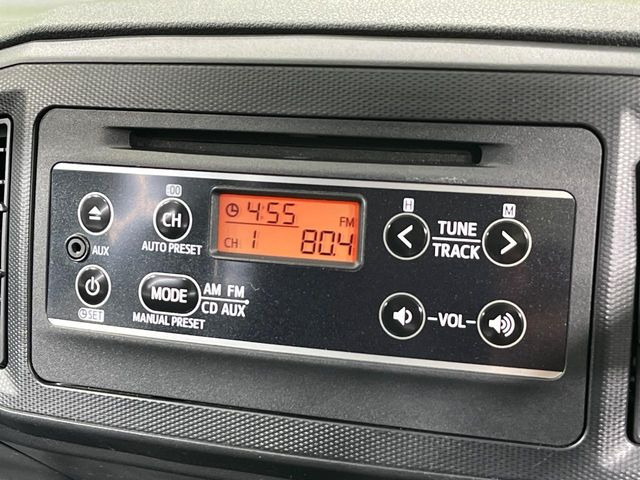 :00
CH
AUTO PRESET
AUX
SET
MODE
AM FM
CD AUX
MANUAL PRESET
4:55
FM
CH 1 80.4
H
M
TUNE
TRACK
VOL